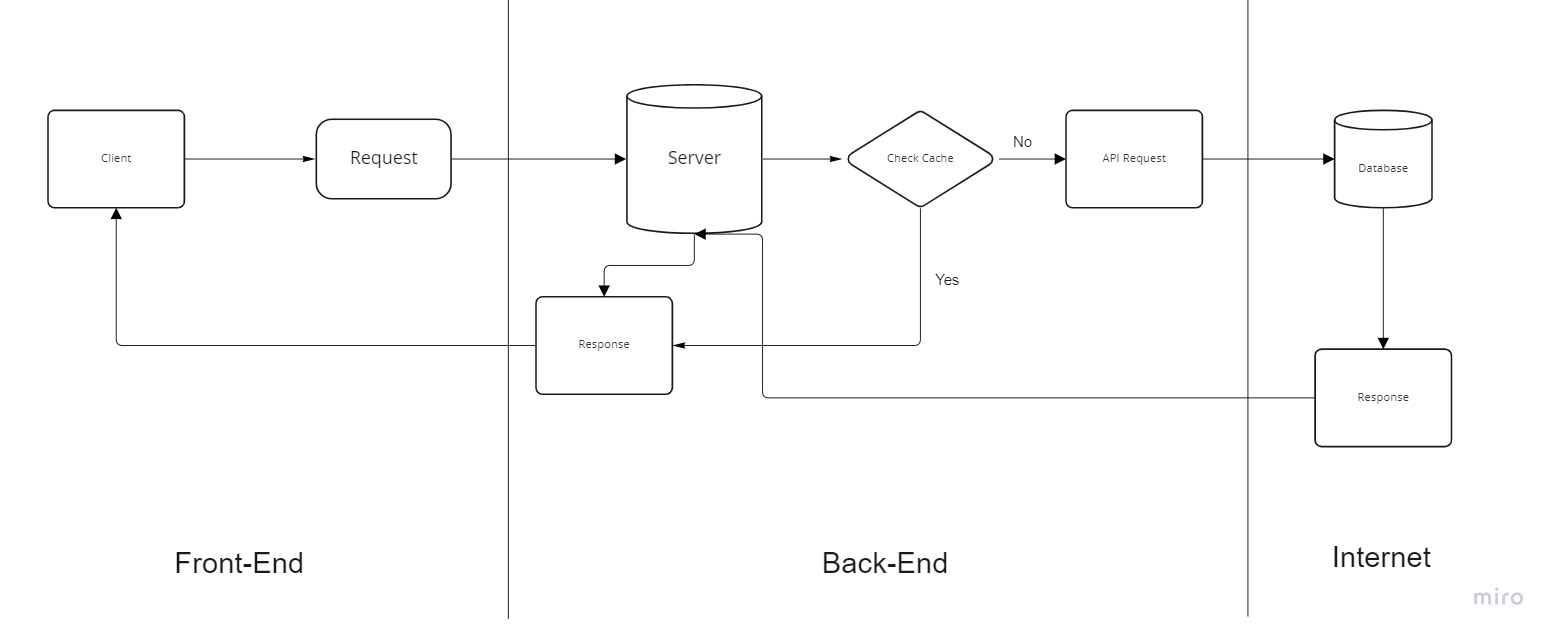 Client
Request
Server
Check Cache
No
API Request
Database
Yes
Response
Response
Front-End
Back-End
Internet
miro